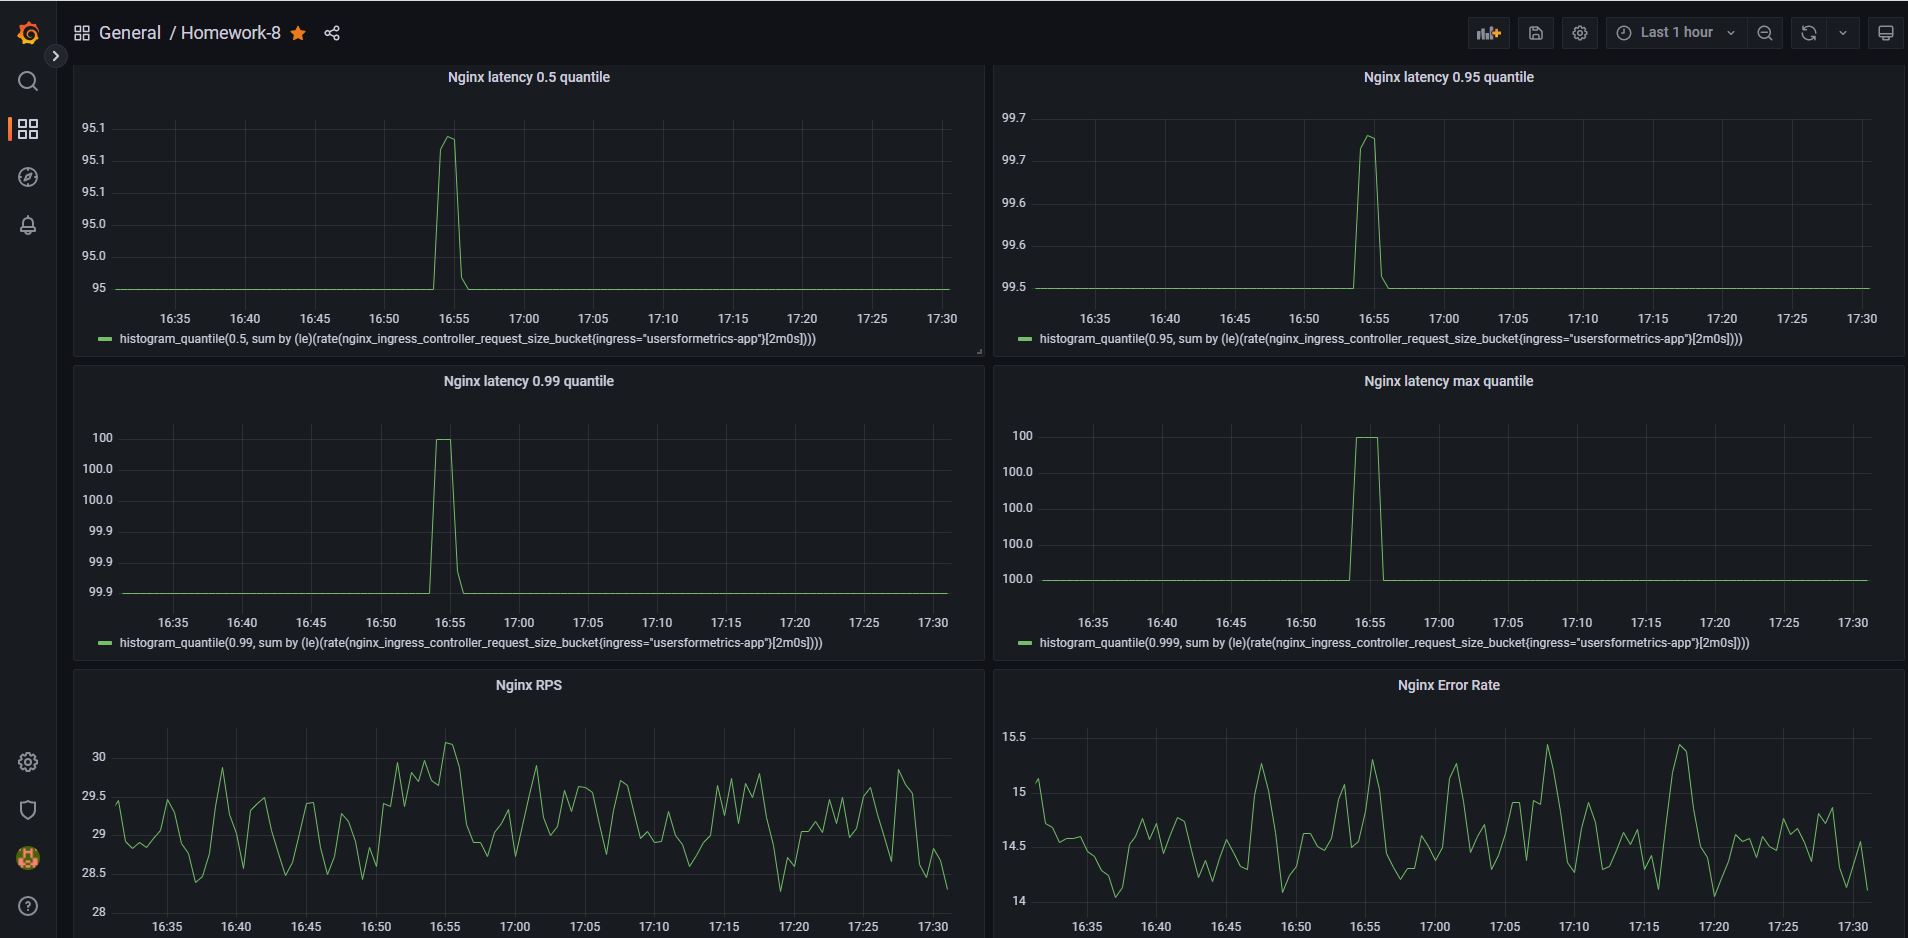 General / Homework-8
Last 1 hour
Nginx latency 0.5 quantile
95.1
95.1
95.1
95.0
95.0
95
16:35 16:40 16:45 16:50 16:55 17:00 17:05 17:10 17:15 17:20 17:25 17:30
histogram_quantile(0.5, sum by (le)(rate(nginx_ingress_controller_request_size_bucket{ingress="usersformetrics-app"}[2m0s])))
Nginx latency 0.95 quantile
99.7
99.7
99.6
99.6
99.5
16:35 16:40 16:45 16:50 16:55 17:00 17:05 17:10 17:15 17:20 17:25 17:30
histogram_quantile(0.95, sum by (le)(rate(nginx_ingress_controller_request_size_bucket{ingress="usersformetrics-app"}[2m0s])))
Nginx latency 0.99 quantile
100
100.0
100.0
99.9
99.9
99.9
16:35 16:40 16:45 16:50 16:55 17:00 17:05 17:10 17:15 17:20 17:25 17:30
histogram_quantile(0.99, sum by (le)(rate(nginx_ingress_controller_request_size_bucket{ingress="usersformetrics-app"}[2m0s])))
Nginx latency max quantile
100
100.0
100.0
100.0
100.0
16:35 16:40 16:45 16:50 16:55 17:00 17:05 17:10 17:15 17:20 17:25 17:30
histogram_quantile(0.999, sum by (le)(rate(nginx_ingress_controller_request_size_bucket{ingress="usersformetrics-app"}[2m0s])))
Nginx RPS
30
29.5
29
28.5
28
16:35 16:40 16:45 16:50 16:55 17:00 17:05 17:10 17:15 17:20 17:25 17:30
Nginx Error Rate
15.5
15
14.5
14
16:35 16:40 16:45 16:50 16:55 17:00 17:05 17:10 17:15 17:20 17:25 17:30